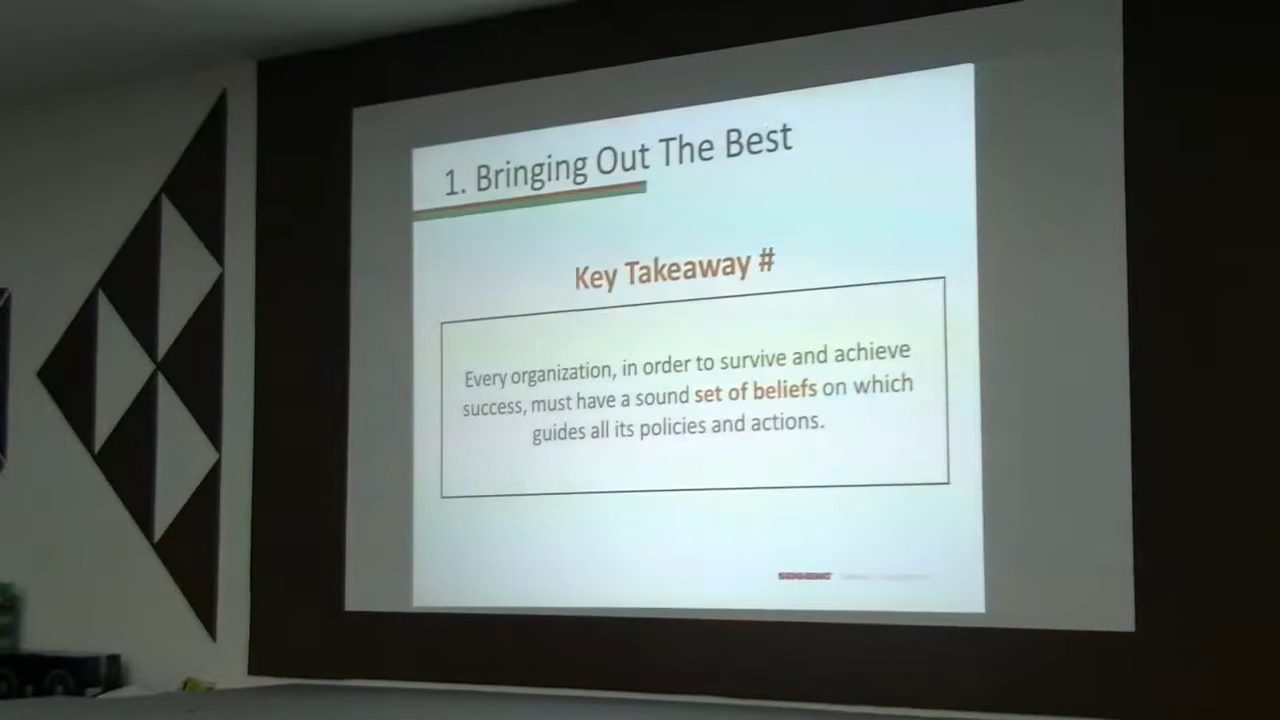 1. Bringing Out The Best
Key Takeaway #
Every organization, in order to survive and achieve
success, must have a sound set of beliefs on which
guides all its policies and actions.